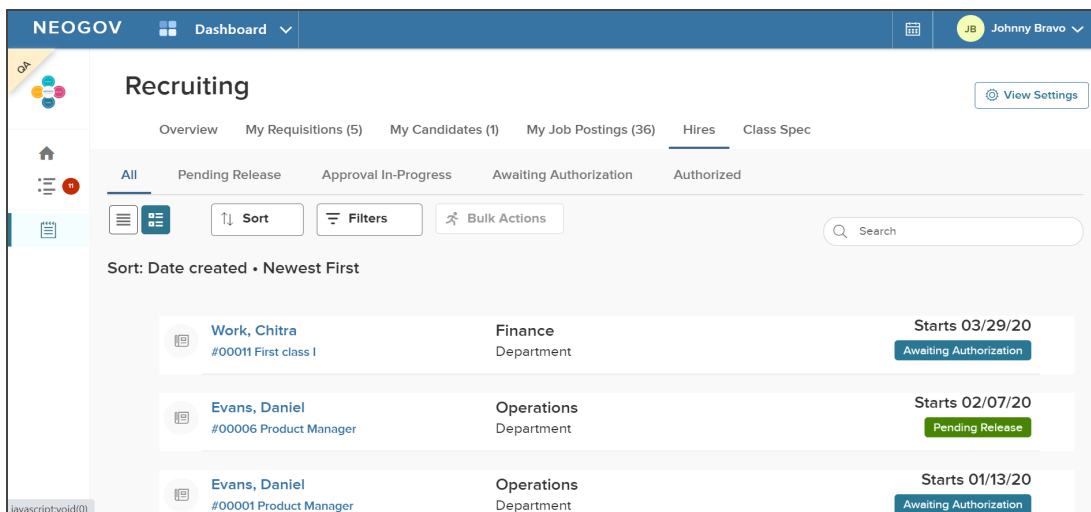 NEOGOV Dashboard JB Johnny Bravo
QA
Recruiting
View Settings
Overview My Requisitions (5) My Candidates (1) My Job Postings (36) Hires Class Spec
All Pending Release Approval In-Progress Awaiting Authorization Authorized
11
Sort Filters Bulk Actions
Search
Sort: Date created • Newest First
Work, Chitra Finance Starts 03/29/20
#00011 First class I Department Awaiting Authorization
Evans, Daniel Operations Starts 02/07/20
#00006 Product Manager Department Pending Release
Evans, Daniel Operations Starts 01/13/20
#00001 Product Manager Department Awaiting Authorization
javascript:void(0)